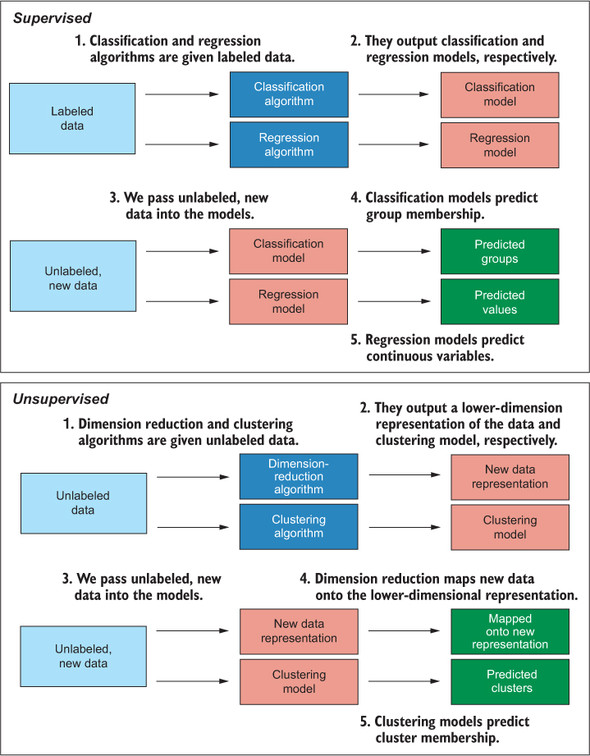 Supervised
1. Classification and regression
algorithms are given labeled data.
2. They output classification and
regression models, respectively.
Labeled
data
Classification
algorithm
Classification
model
Regression
algorithm
Regression
model
3. We pass unlabeled, new
data into the models.
4. Classification models predict
group membership.
Unlabeled,
new data
Classification
model
Predicted
groups
Regression
model
Predicted
values
5. Regression models predict
continuous variables.
Unsupervised
1. Dimension reduction and clustering
algorithms are given unlabeled data.
2. They output a lower-dimension
representation of the data and
clustering model, respectively.
Unlabeled
data
Dimension-
reduction
algorithm
New data
representation
Clustering
algorithm
Clustering
model
3. We pass unlabeled, new
data into the models.
4. Dimension reduction maps new data
onto the lower-dimensional representation.
Unlabeled,
new data
New data
representation
Mapped
onto new
representation
Clustering
model
Predicted
clusters
5. Clustering models predict
cluster membership.